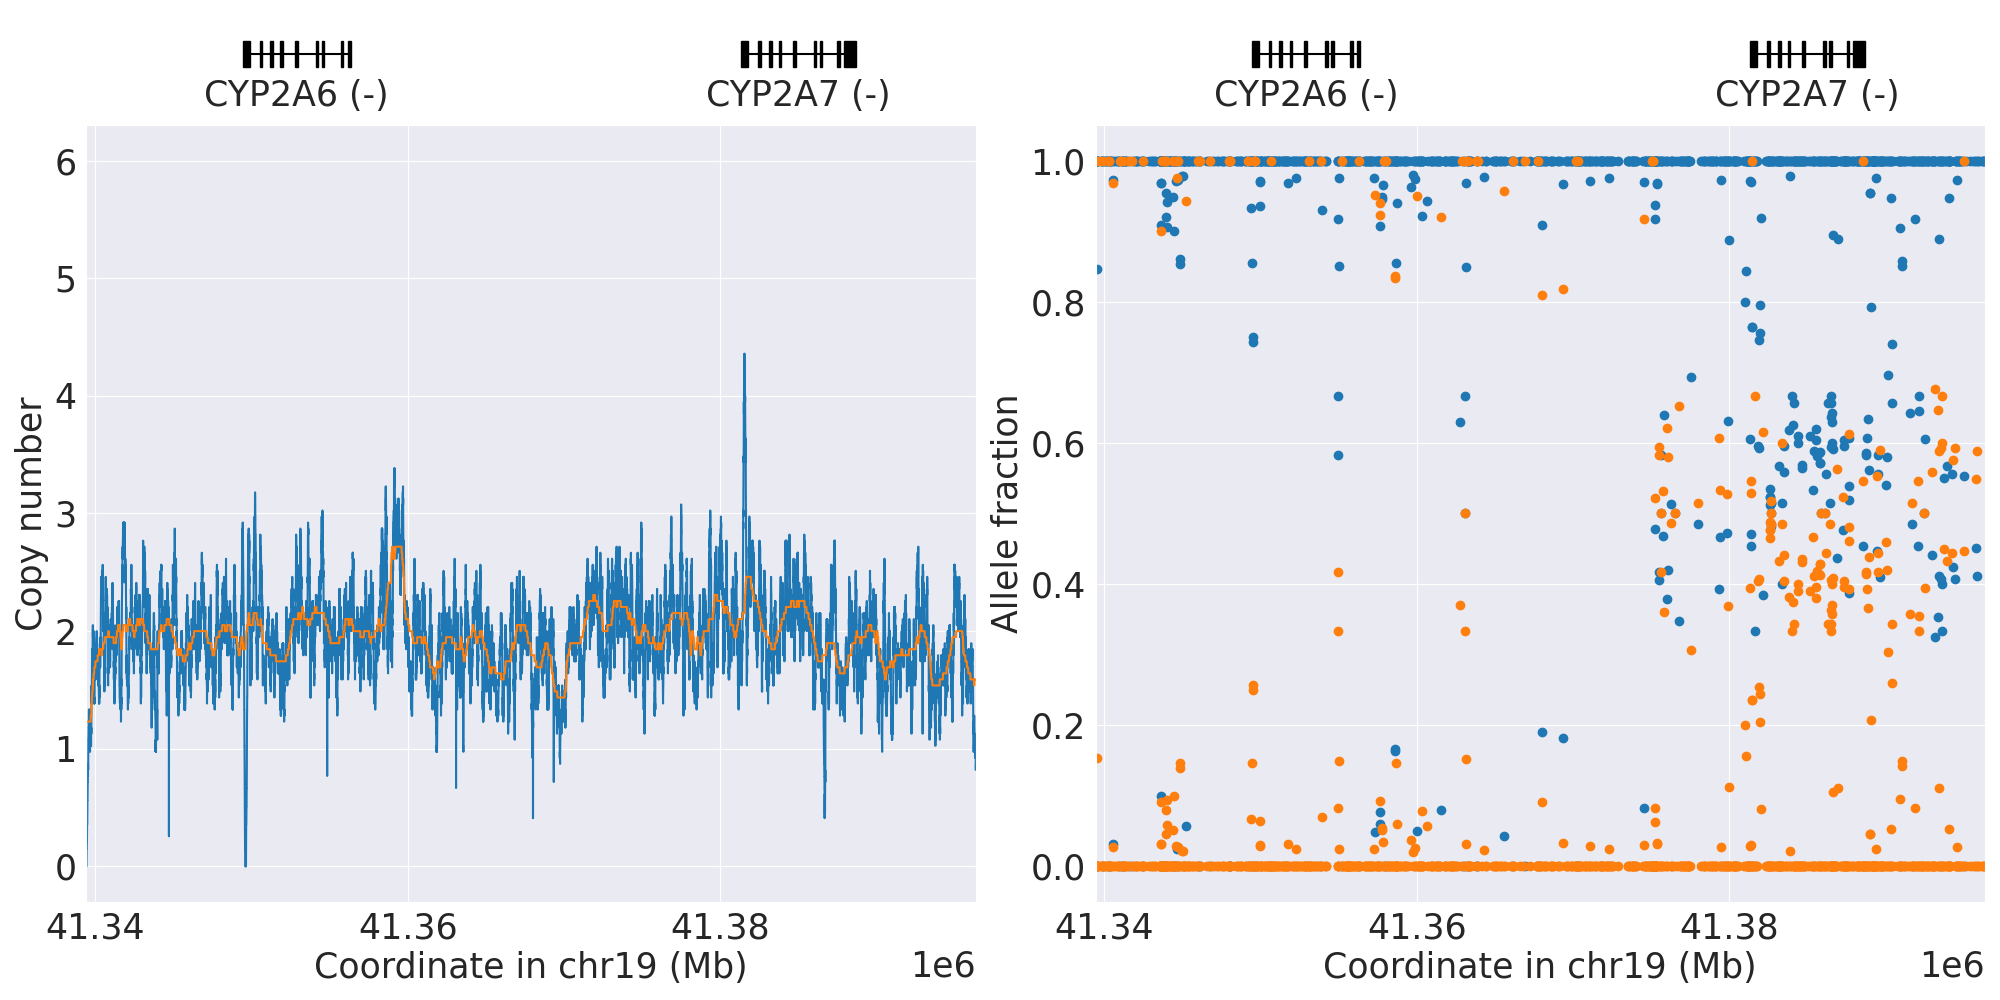 CYP2A6 (-)
CYP2A7 (-)
Copy number
6
5
4
3
2
1
0
41.34
41.36
41.38
Coordinate in chr19 (Mb)
1e6
CYP2A6 (-)
CYP2A7 (-)
Allele fraction
1.0
0.8
0.6
0.4
0.2
0.0
41.34
41.36
41.38
Coordinate in chr19 (Mb)
1e6